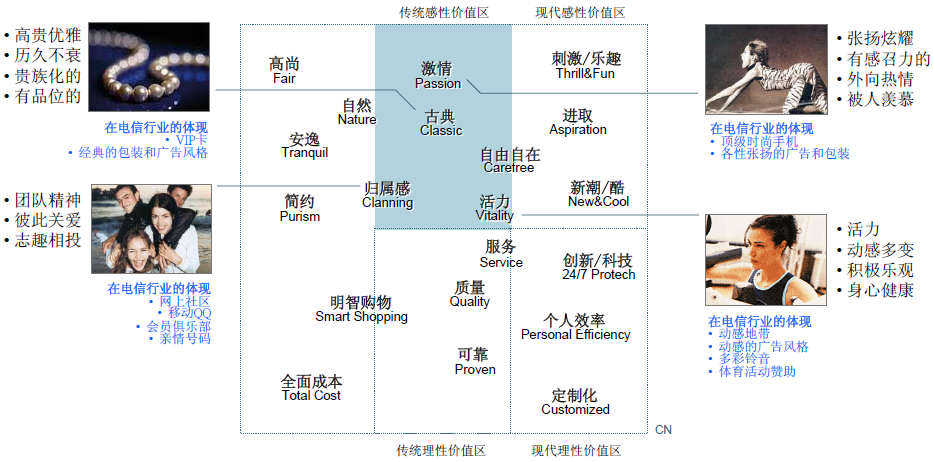 传统感性价值区
现代感性价值区
• 高贵优雅
• 历久不衰
• 贵族化的
• 有品位的
在电信行业的体现
• VIP卡
• 经典的包装和广告风格
• 团队精神
• 彼此关爱
• 志趣相投
在电信行业的体现
• 网上社区
• 移动QQ
• 会员俱乐部
• 亲情号码
高尚
Fair
激情
Passion
刺激/乐趣
Thrill&Fun
自然
Nature
古典
Classic
进取
Aspiration
安逸
Tranquil
自由自在
Carefree
简约
Purism
归属感
Clanning
活力
Vitality
新潮/酷
New&Cool
服务
Service
创新/科技
24/7 Protech
质量
Quality
明智购物
Smart Shopping
个人效率
Personal Efficiency
可靠
Proven
全面成本
Total Cost
定制化
Customized
CN
传统理性价值区
现代理性价值区
• 张扬炫耀
• 有感召力的
• 外向热情
• 被人羡慕
在电信行业的体现
• 顶级时尚手机
• 各性张扬的广告和包装
• 活力
• 动感多变
• 积极乐观
• 身心健康
在电信行业的体现
• 动感地带
• 动感的广告风格
• 多彩铃音
• 体育活动赞助